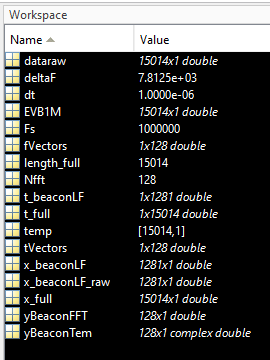 Workspace
Name Value
dataraw 15014x1 double
deltaF 7.8125e+03
dt 1.0000e-06
EVB1M 15014x1 double
Fs 1000000
fVectors 1x128 double
length_full 15014
Nfft 128
t_beaconLF 1x1281 double
t_full 1x15014 double
temp [15014,1]
tVectors 1x128 double
x_beaconLF 1281x1 double
x_beaconLF_raw 1281x1 double
x_full 15014x1 double
yBeaconFFT 128x1 double
yBeaconTem 128x1 complex double